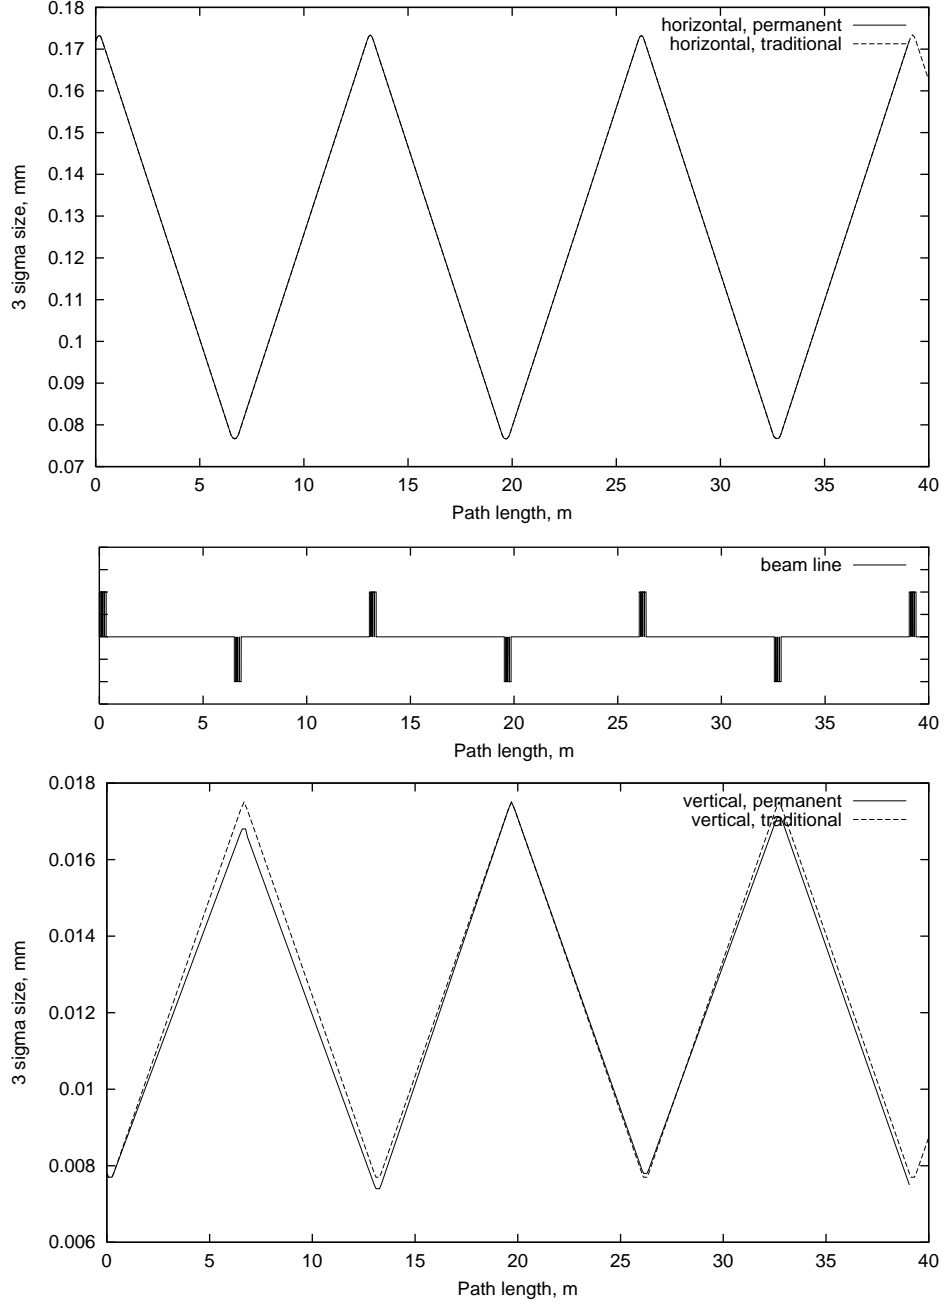 0.18
0.17
0.16
0.15
0.14
0.13
0.12
0.11
0.1
0.09
0.08
0.07
3 sigma size, mm
horizontal, permanent
horizontal, traditional
0 5 10 15 20 25 30 35 40
Path length, m
beam line
0 5 10 15 20 25 30 35 40
Path length, m
0.018
0.016
0.014
0.012
0.01
0.008
0.006
3 sigma size, mm
vertical, permanent
vertical, traditional
0 5 10 15 20 25 30 35 40
Path length, m